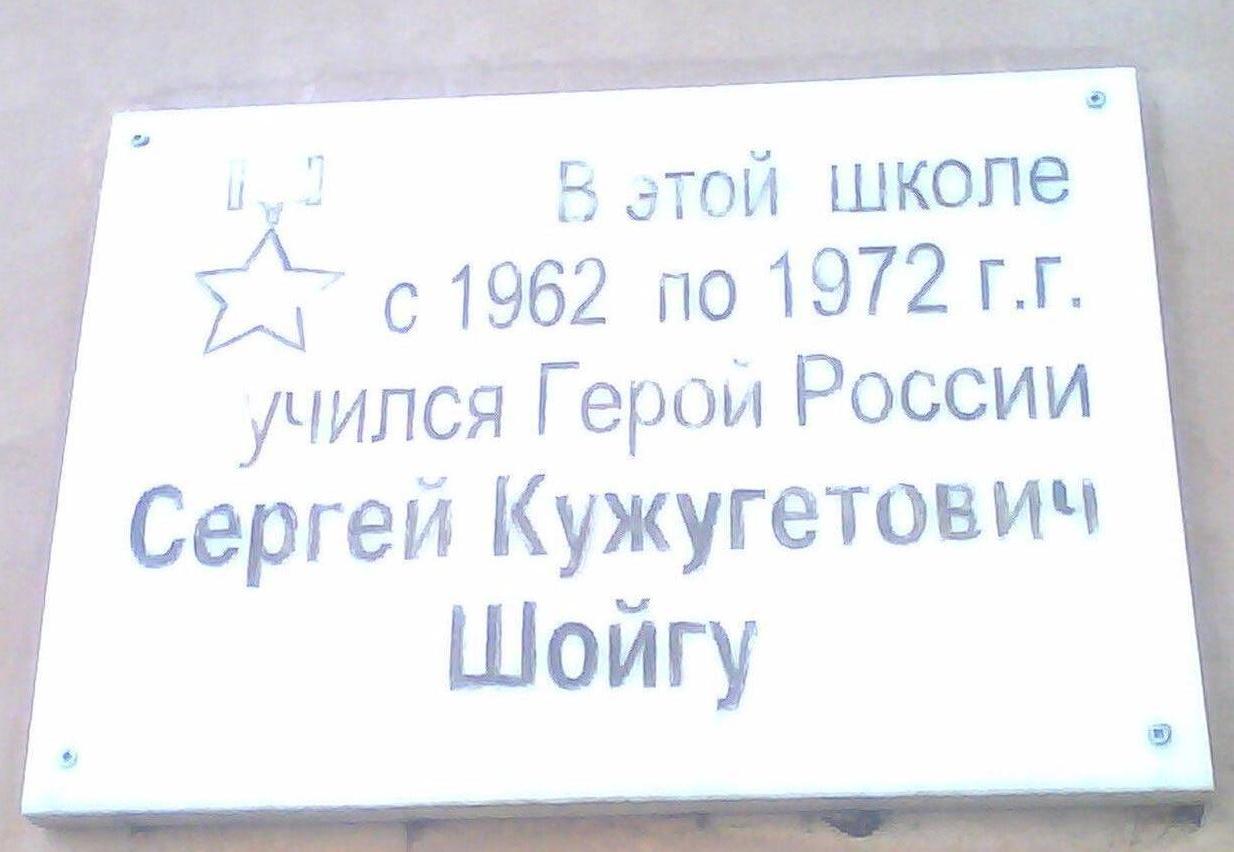 В этой школе
с 1962 по 1972 г.г.
учился Герой России
Сергей Кужугетович
Шойгу